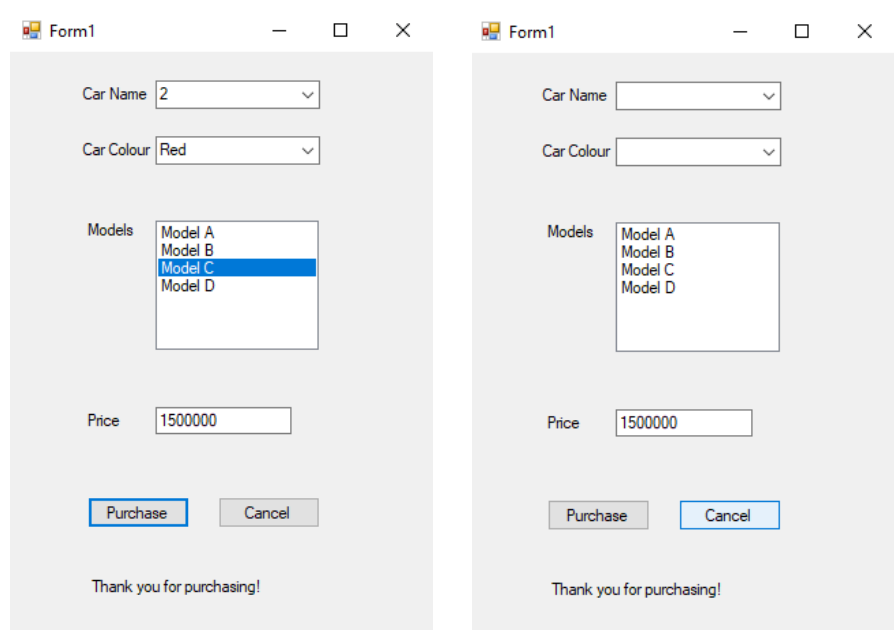 Form1
Car Name 2
Car Colour Red
Models
Model A
Model B
Model C
Model D
Price 1500000
Purchase Cancel
Thank you for purchasing!
Form1
Car Name
Car Colour
Models
Model A
Model B
Model C
Model D
Price 1500000
Purchase Cancel
Thank you for purchasing!